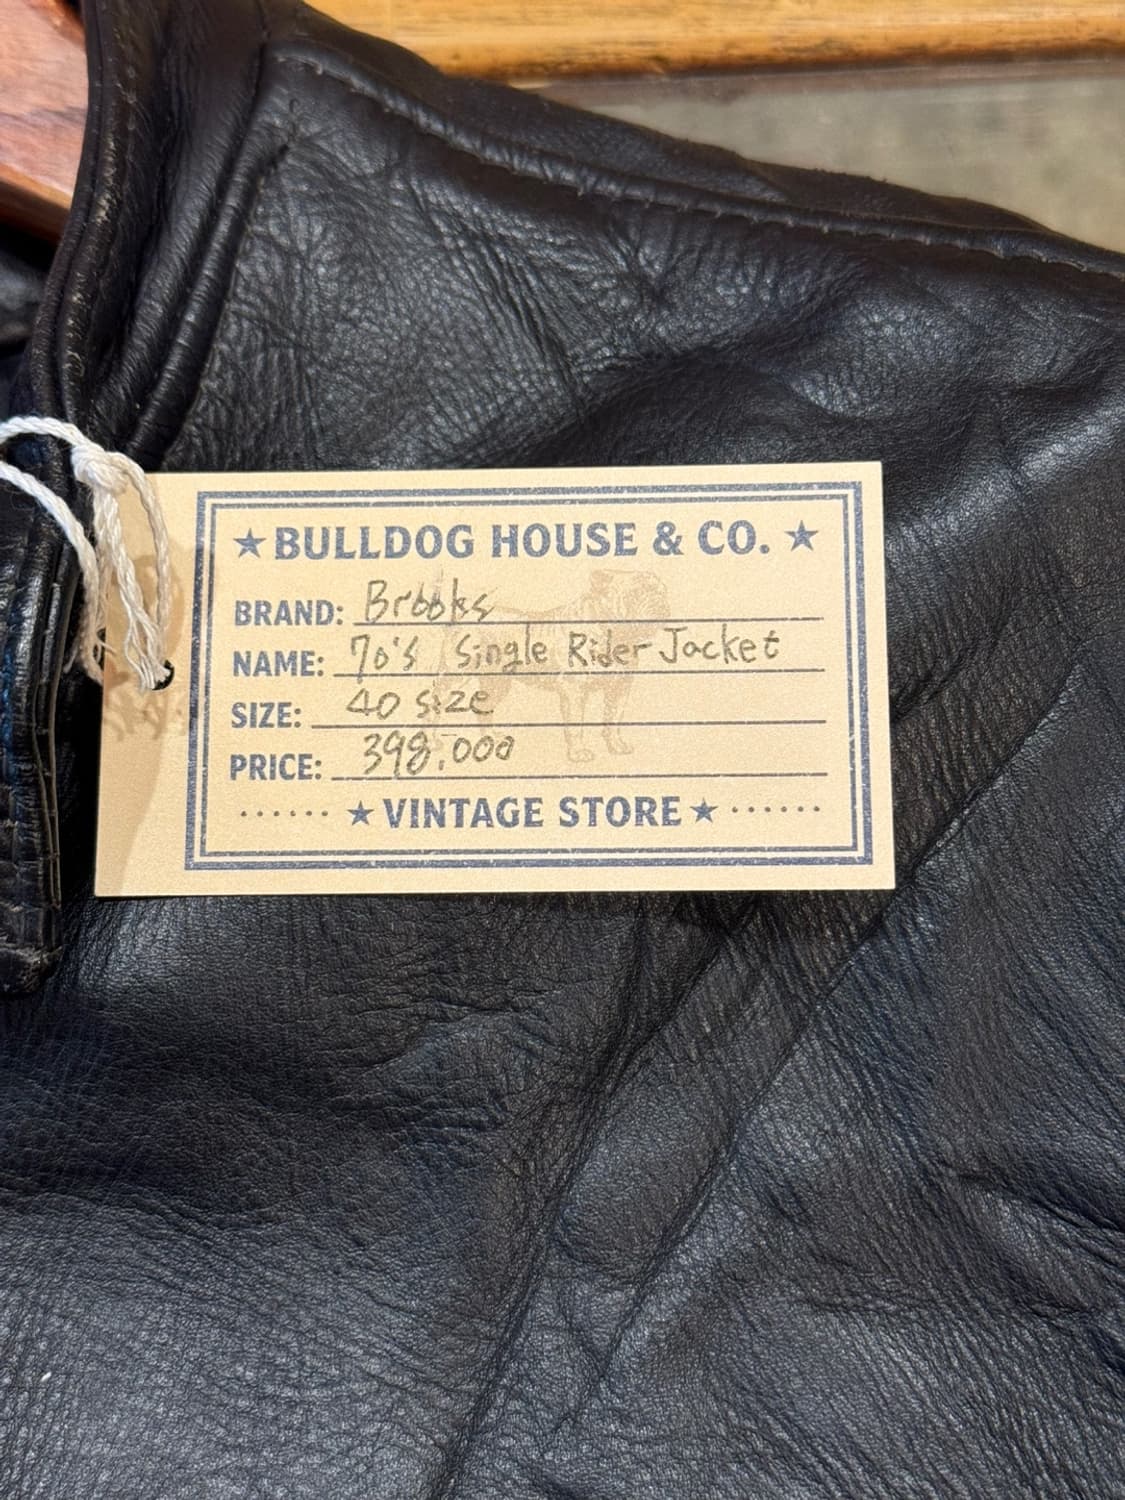 ★ BULLDOG HOUSE & CO. ★
BRAND: Brooks
NAME: 70's Single Rider Jacket
SIZE: 40 size
PRICE: 398,000
...... ★ VINTAGE STORE ★ ......